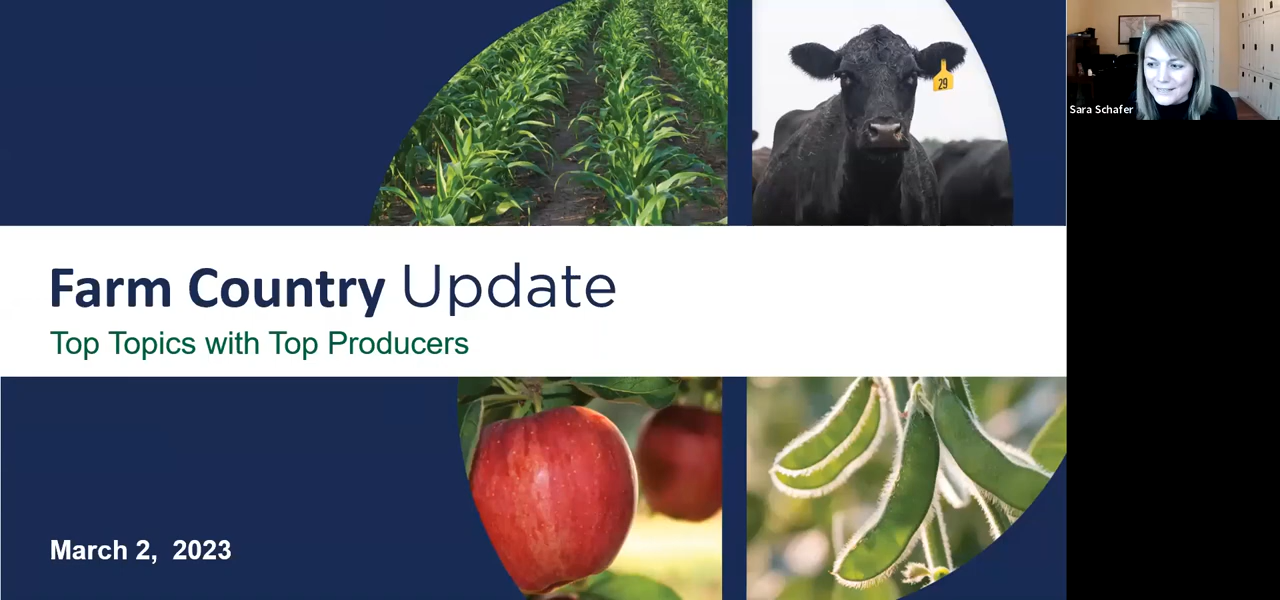 29
Sara Schafer
Farm Country Update
Top Topics with Top Producers
March 2, 2023